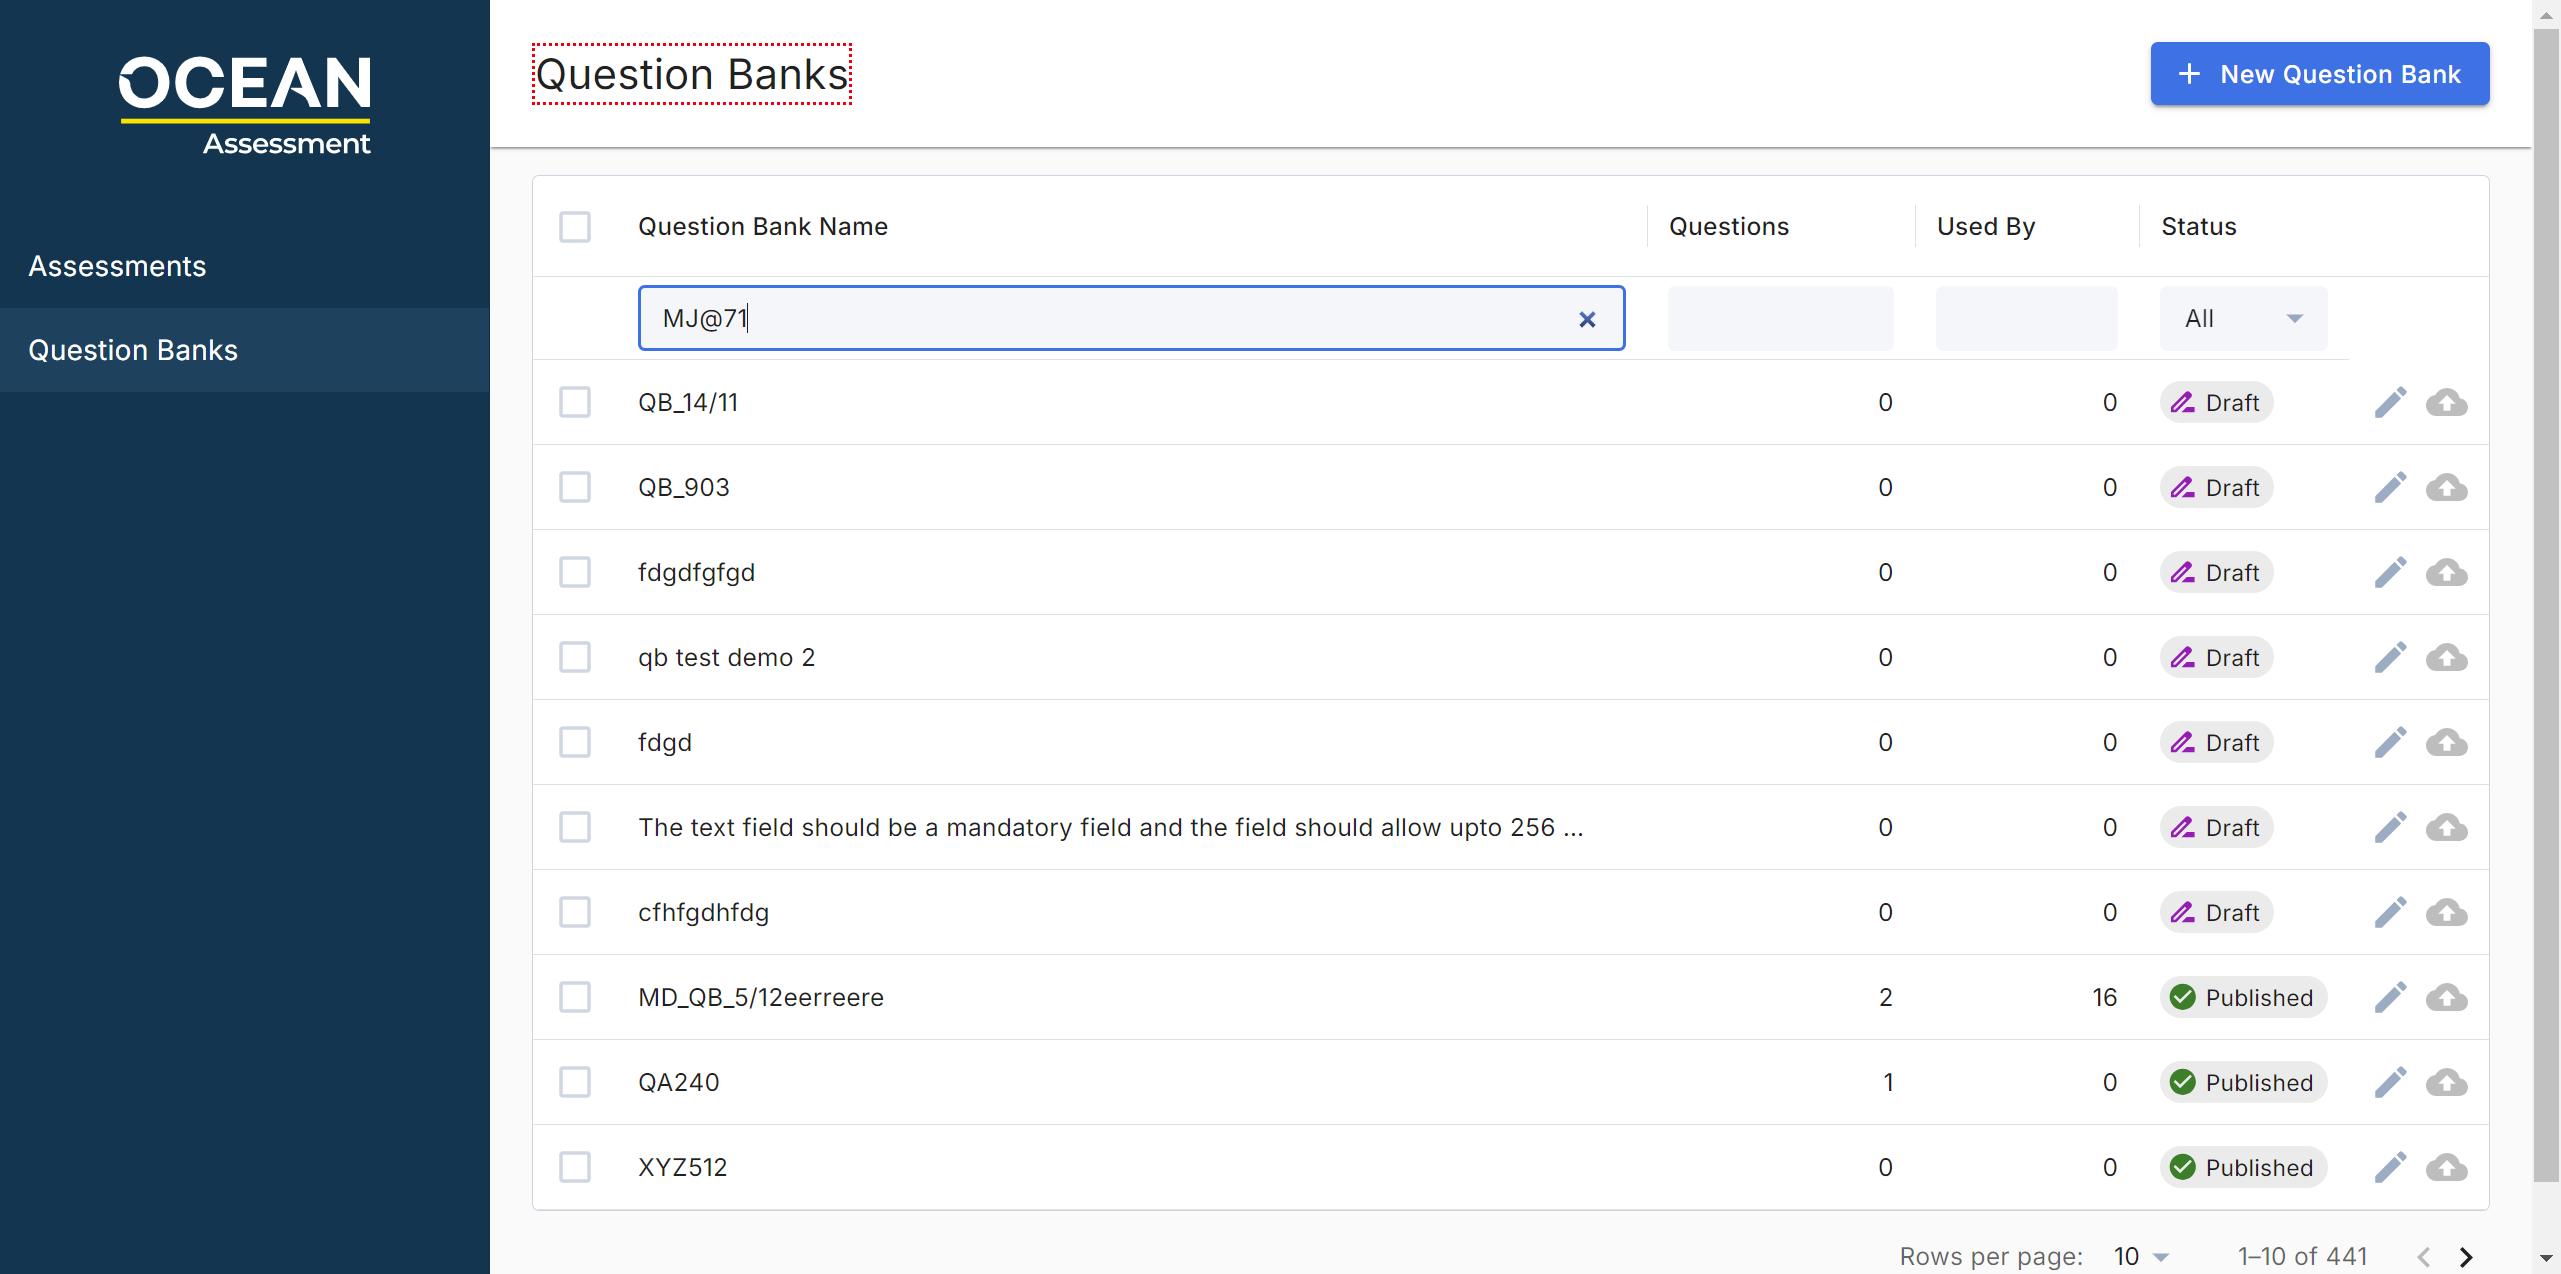 OCEAN
Assessment
Assessments
Question Banks
Question Banks
New Question Bank
Question Bank Name Questions Used By Status
MJ@71 All
QB_14/11 0 0 Draft
QB_903 0 0 Draft
fdgdfgfgd 0 0 Draft
qb test demo 2 0 0 Draft
fdgd 0 0 Draft
The text field should be a mandatory field and the field should allow upto 256 ... 0 0 Draft
cfhfgdhfdg 0 0 Draft
MD_QB_5/12eerreere 2 16 Published
QA240 1 0 Published
XYZ512 0 0 Published
Rows per page: 10 1–10 of 441